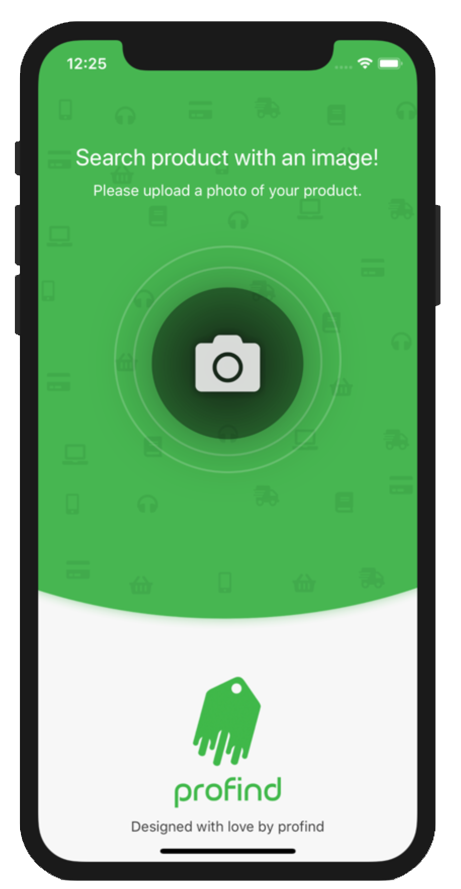 12:25
Search product with an image!
Please upload a photo of your product.
profind
Designed with love by profind